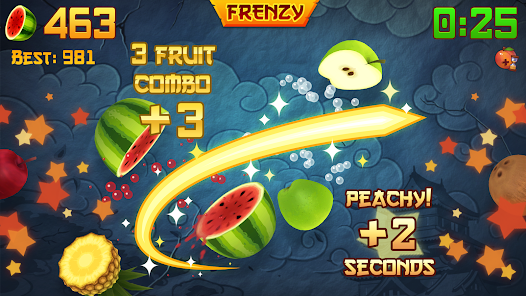 463
FRENZY
0:25
BEST: 981
3 FRUIT
COMBO
+3
PEACHY!
+2
SECONDS